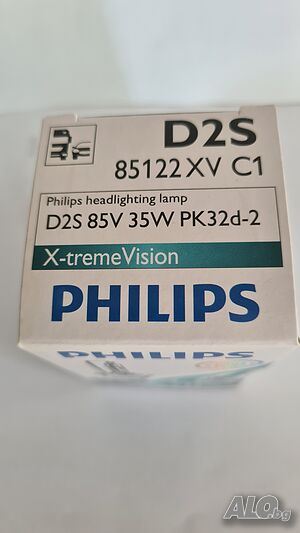 D2S
85122 XV C1
Philips headlighting lamp
D2S 85V 35W PK32d-2
X-tremeVision
PHILIPS
ALO.bg